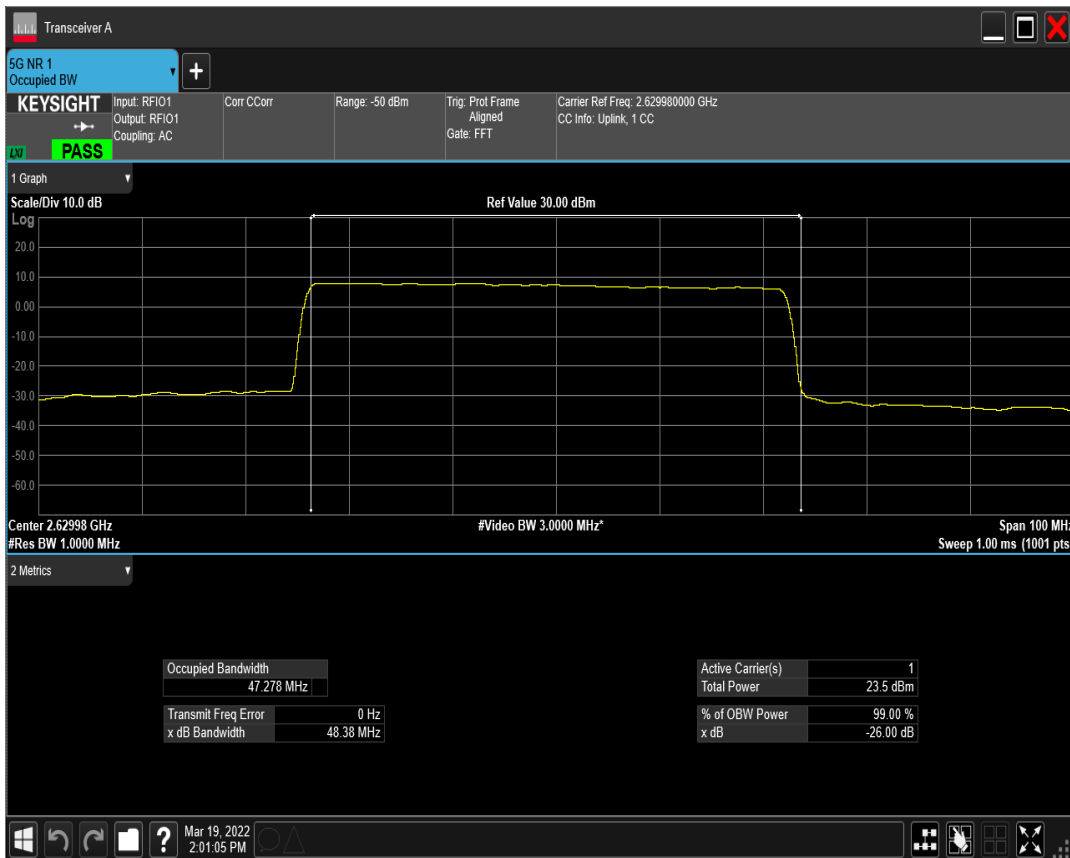 Transceiver A
5G NR 1
Occupied BW
+
KEYSIGHT
LXI
PASS
Input: RFIO1
Output: RFIO1
Coupling: AC
Corr CCorr
Range: -50 dBm
Trig: Prot Frame
Aligned
Gate: FFT
Carrier Ref Freq: 2.629980000 GHz
CC Info: Uplink, 1 CC
1 Graph
Scale/Div 10.0 dB
Ref Value 30.00 dBm
Log
20.0
10.0
0.00
-10.0
-20.0
-30.0
-40.0
-50.0
-60.0
Center 2.62998 GHz
#Video BW 3.0000 MHz*
Span 100 MHz
#Res BW 1.0000 MHz
Sweep 1.00 ms (1001 pts
2 Metrics
Occupied Bandwidth
47.278 MHz
Transmit Freq Error 0 Hz
x dB Bandwidth 48.38 MHz
Active Carrier(s) 1
Total Power 23.5 dBm
% of OBW Power 99.00 %
x dB -26.00 dB
?
Mar 19, 2022
2:01:05 PM